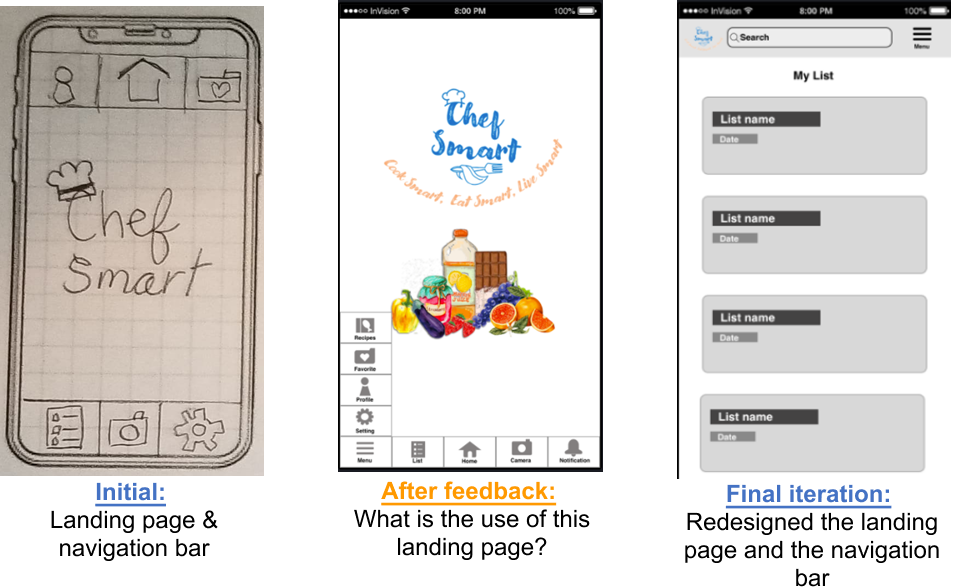 Chef
Smart
Initial:
Landing page &
navigation bar
●●●○○ InVision
8:00 PM
100%
Chef
Smart
Cook Smart, Eat Smart, Live Smart
Recipes
Favorite
Profile
Setting
Menu
List
Home
Camera
Notification
After feedback:
What is the use of this
landing page?
●●●○○ InVision
8:00 PM
100%
Chef
Smart
Search
Menu
My List
List name
Date
List name
Date
List name
Date
List name
Date
Final iteration:
Redesigned the landing
page and the navigation
bar